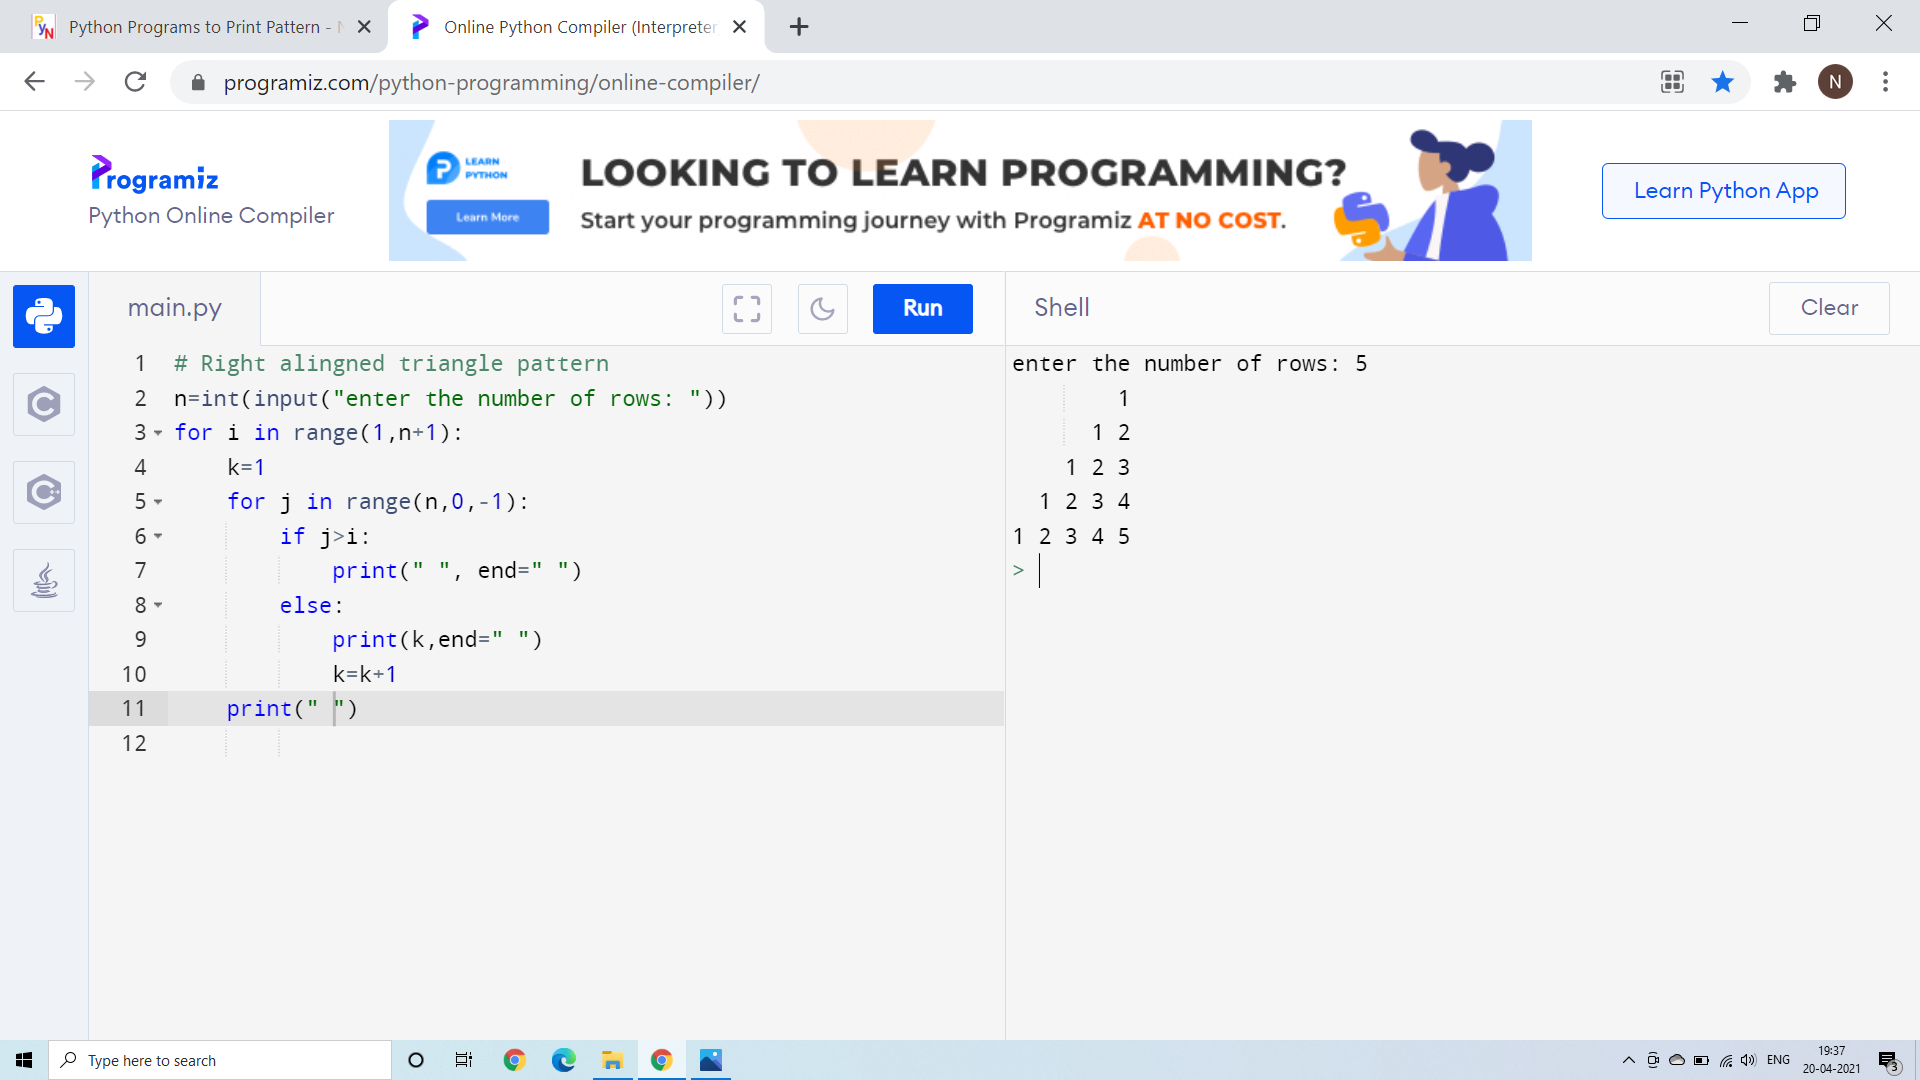 Python Programs to Print Pattern -
Online Python Compiler (Interpreter
programiz.com/python-programming/online-compiler/
N
Programiz
Python Online Compiler
LEARN
PYTHON
Learn More
LOOKING TO LEARN PROGRAMMING?
Start your programming journey with Programiz AT NO COST.
Learn Python App
main.py
Run
Shell
Clear
1 # Right alingned triangle pattern
2 n=int(input("enter the number of rows: "))
3 for i in range(1,n+1):
4     k=1
5     for j in range(n,0,-1):
6         if j>i:
7             print(" ", end=" ")
8         else:
9             print(k,end=" ")
10             k=k+1
11     print(" ")
12
enter the number of rows: 5
        1
      1 2
    1 2 3
  1 2 3 4
1 2 3 4 5
>
Type here to search
ENG
19:37
20-04-2021
3